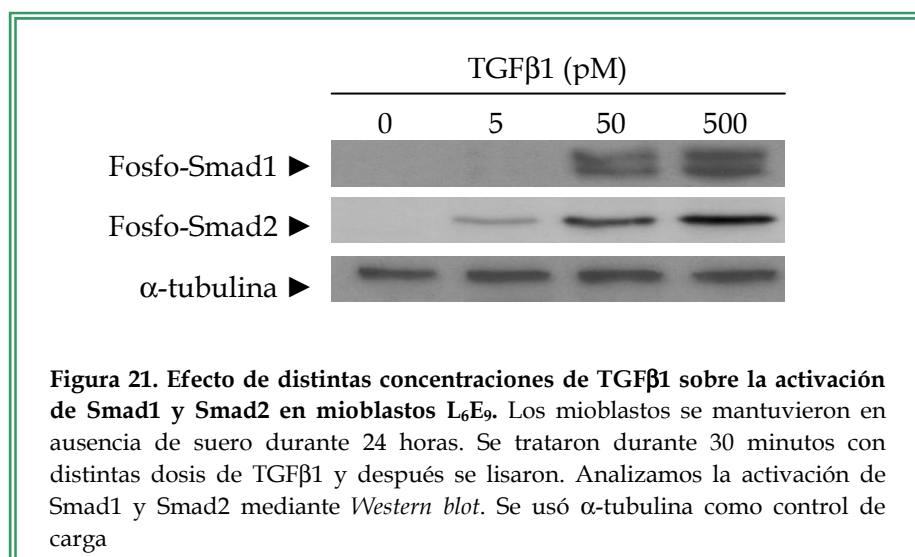 TGFβ1 (pM)
0 5 50 500
Fosfo-Smad1 ►
Fosfo-Smad2 ►
α-tubulina ►
Figura 21. Efecto de distintas concentraciones de TGFβ1 sobre la activación
de Smad1 y Smad2 en mioblastos L₆E₉. Los mioblastos se mantuvieron en
ausencia de suero durante 24 horas. Se trataron durante 30 minutos con
distintas dosis de TGFβ1 y después se lisaron. Analizamos la activación de
Smad1 y Smad2 mediante Western blot. Se usó α-tubulina como control de
carga